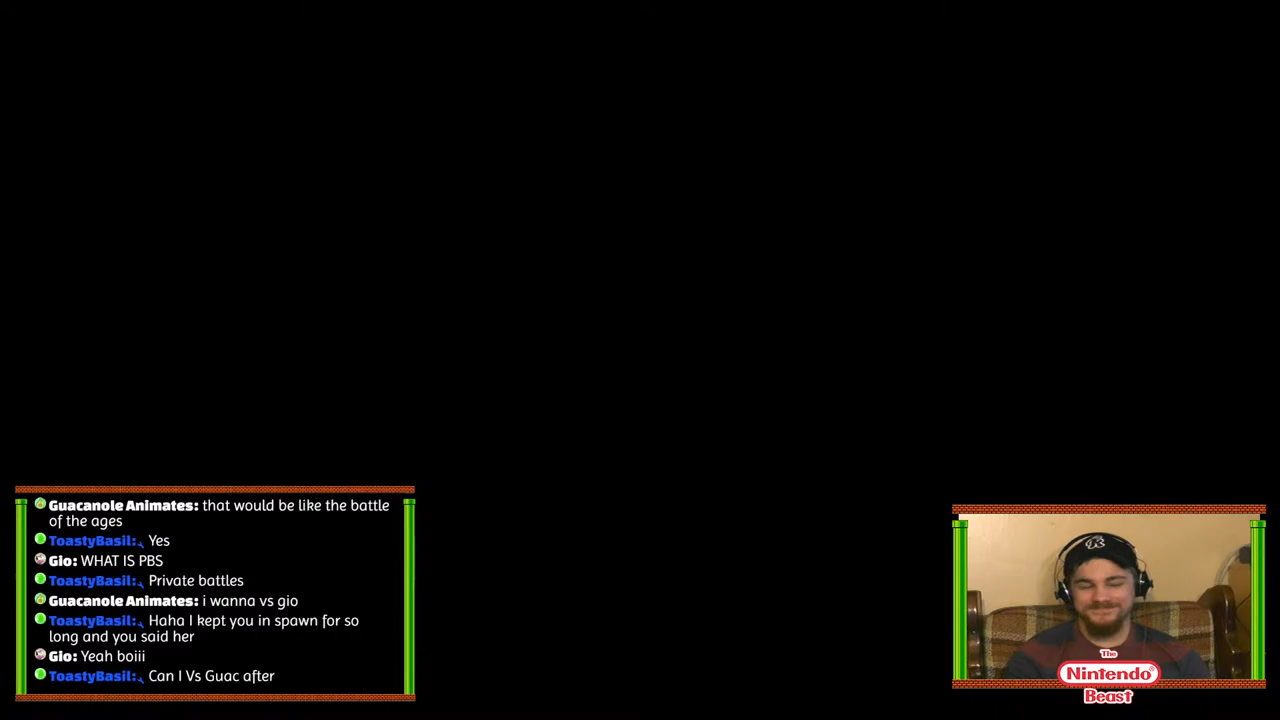 Guacanole Animates: that would be like the battle
of the ages
ToastyBasil: Yes
Gio: WHAT IS PBS
ToastyBasil: Private battles
Guacanole Animates: i wanna vs gio
ToastyBasil: Haha I kept you in spawn for so
long and you said her
Gio: Yeah boiii
ToastyBasil: Can I Vs Guac after
The
Nintendo®
Beast